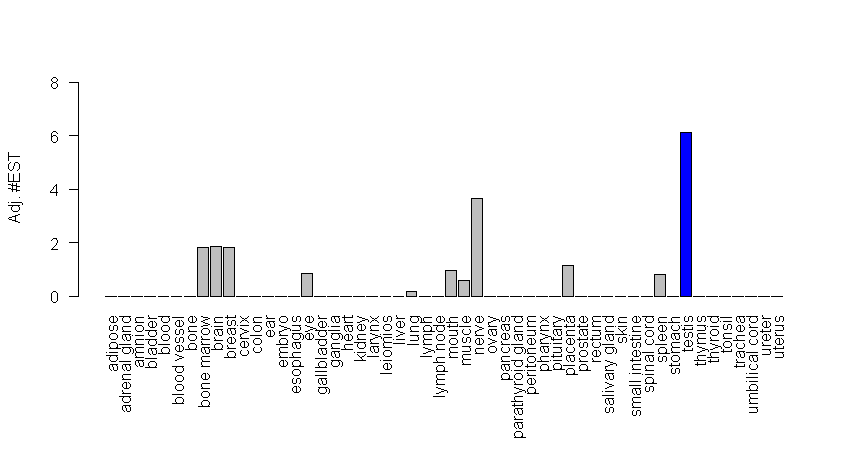 8
6
4
2
0
Adj. #EST
adipose
adrenal gland
amnion
bladder
blood
blood vessel
bone
bone marrow
brain
breast
cervix
colon
ear
embryo
esophagus
eye
gallbladder
ganglia
heart
kidney
larynx
leiomios
liver
lung
lymph
lymph node
mouth
muscle
nerve
ovary
pancreas
parathyroid gland
peritoneum
pharynx
pituitary
placenta
prostate
rectum
salivary gland
skin
small intestine
spinal cord
spleen
stomach
testis
thymus
thyroid
tonsil
trachea
umbilical cord
ureter
uterus